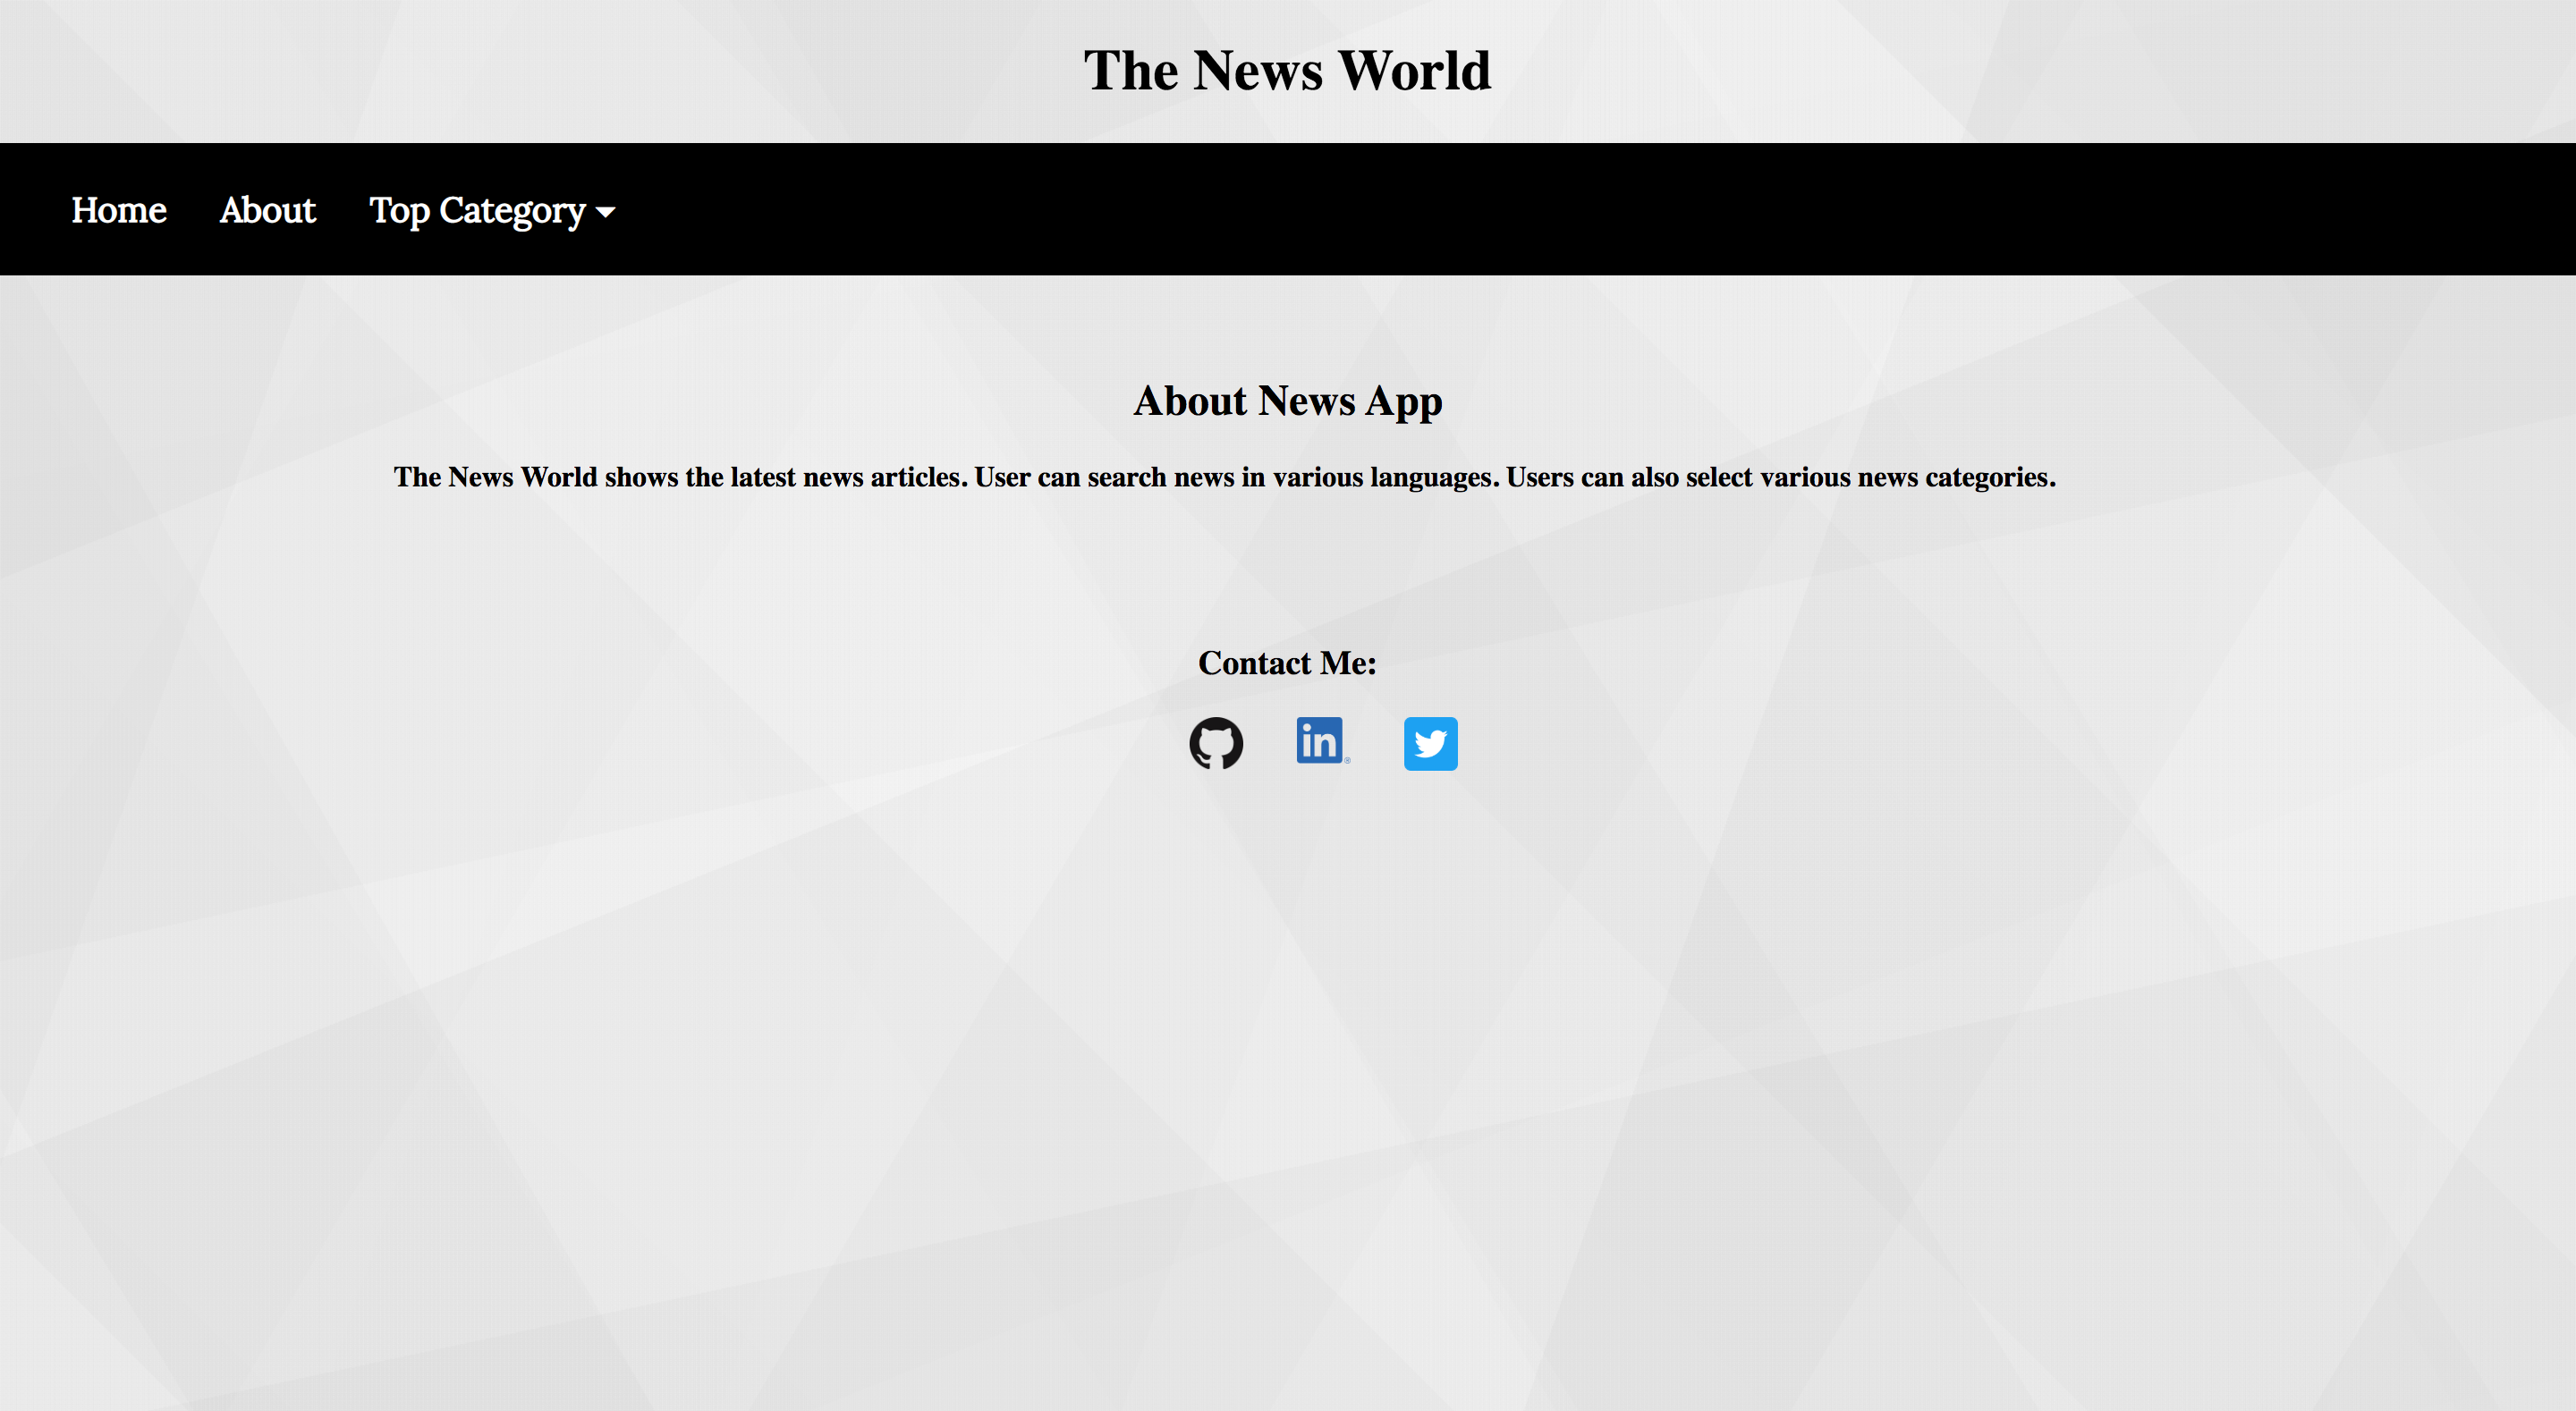 The News World
Home About Top Category
About News App
The News World shows the latest news articles. User can search news in various languages. Users can also select various news categories.
Contact Me:
in ®